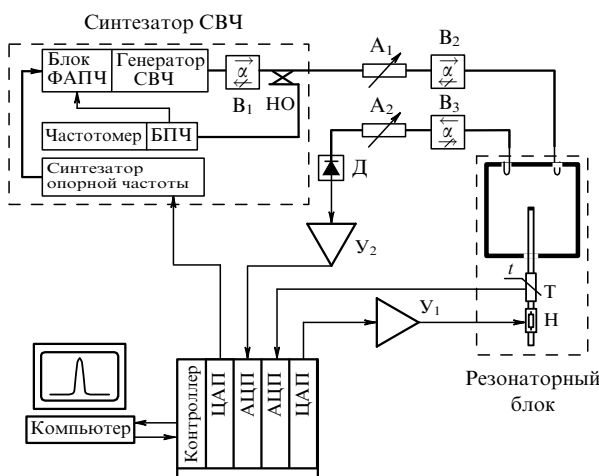 Синтезатор СВЧ
Блок
ФАПЧ
Генератор
СВЧ
α
В₁
НО
А₁
В₂
α
А₂
В₃
α
Частотомер
БПЧ
Синтезатор
опорной частоты
Д
У₂
t
Т
У₁
Н
Резонаторный
блок
Контроллер
ЦАП
АЦП
АЦП
ЦАП
Компьютер